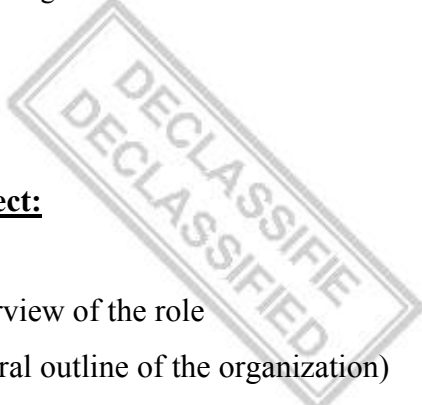 DECLASSIFIE
DECLASSIFIED
ect:
rview of the role
ral outline of the organization)